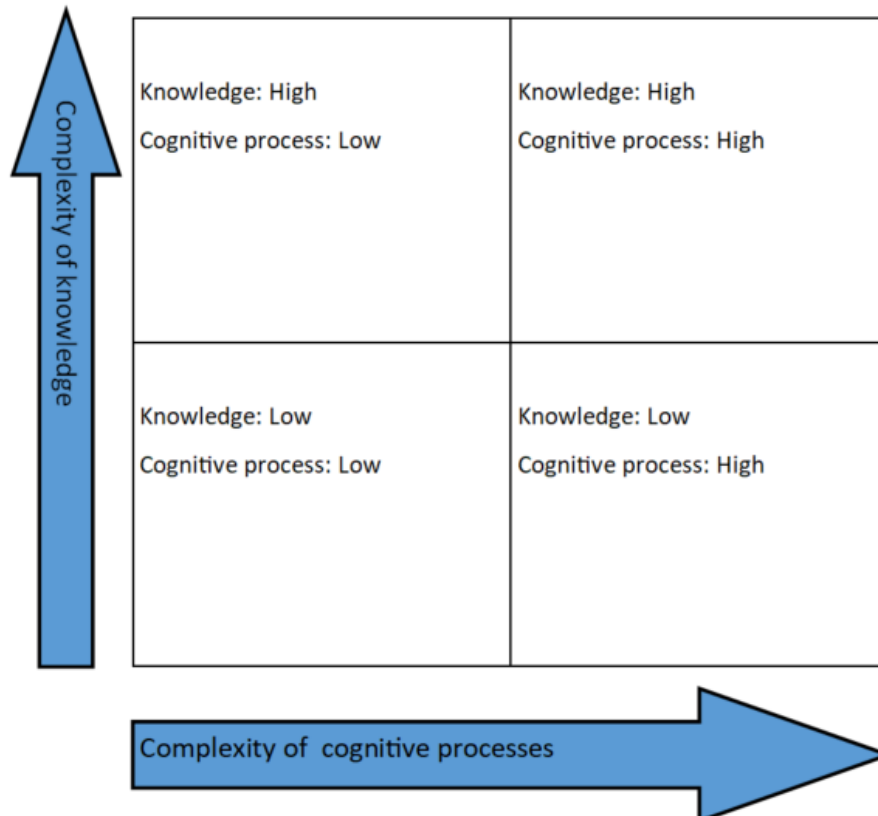 Complexity of knowledge
Knowledge: High
Cognitive process: Low
Knowledge: High
Cognitive process: High
Knowledge: Low
Cognitive process: Low
Knowledge: Low
Cognitive process: High
Complexity of  cognitive processes